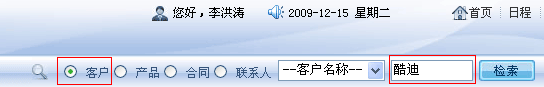 您好，李洪涛 2009-12-15 星期二 首页 | 日程 |
客户 产品 合同 联系人 --客户名称-- 酷迪 检索